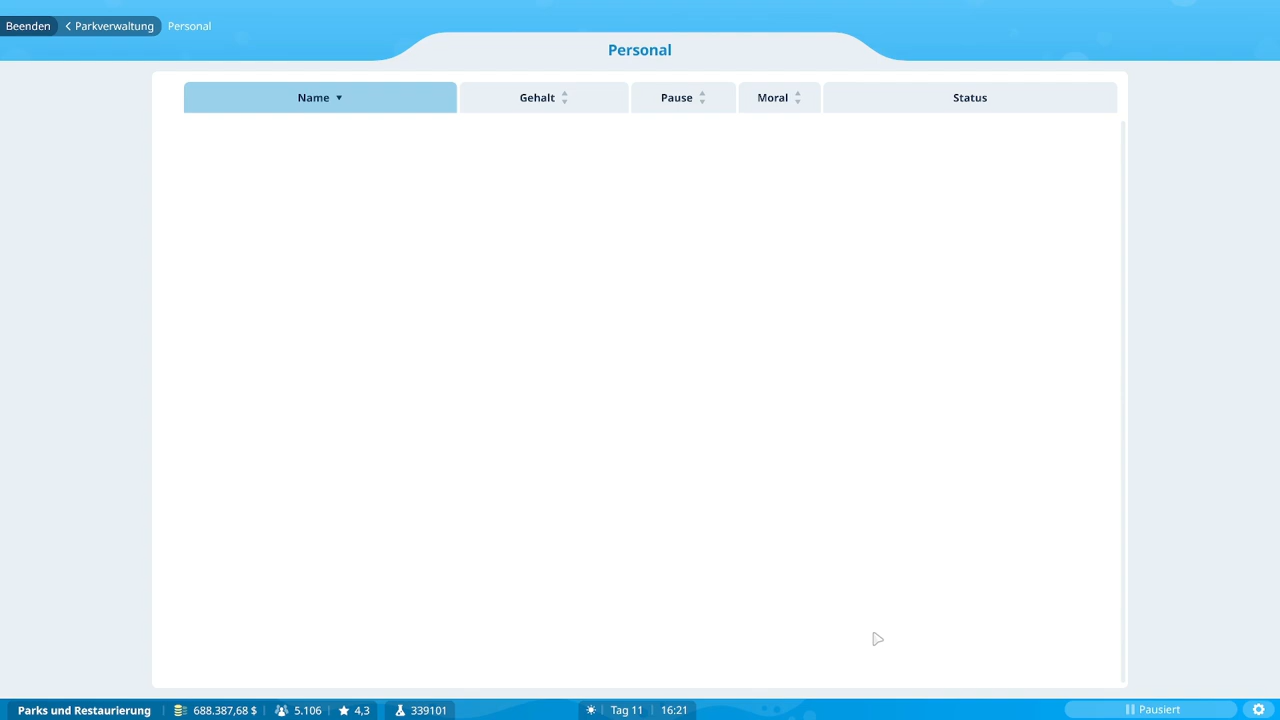 Beenden
Parkverwaltung
Personal
Personal
Name
Gehalt
Pause
Moral
Status
Parks und Restaurierung
688.387,68 $
5.106
4,3
339101
Tag 11
16:21
Pausiert